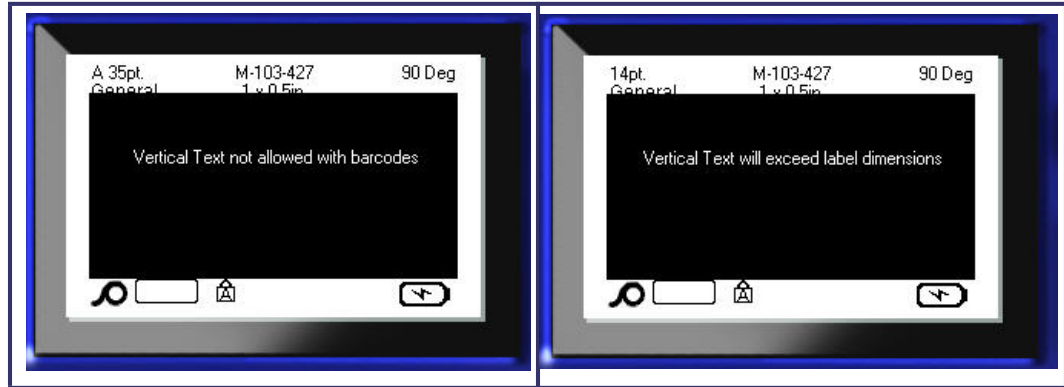 A 35pt. M-103-427 90 Deg
General 1 x 0.5in
Vertical Text not allowed with barcodes
A
14pt. M-103-427 90 Deg
General 1 x 0.5in
Vertical Text will exceed label dimensions
A